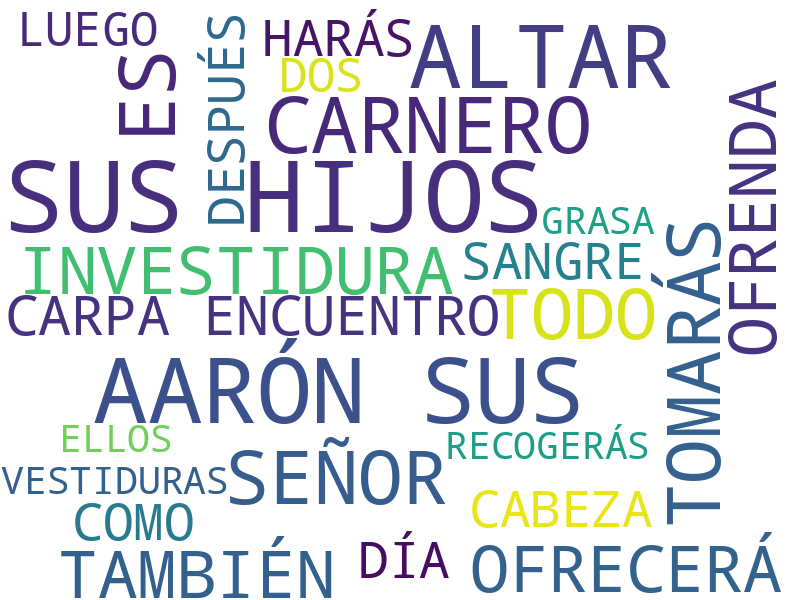 LUEGO
HARÁS
ALTAR
DOS
ES
DESPUÉS
CARNERO
OFRENDA
SUS HIJOS
GRASA
INVESTIDURA
SANGRE
TODO
CARPA ENCUENTRO
TOMARÁS
AARÓN SUS
ELLOS
RECOGERÁS
SEÑOR
VESTIDURAS
CABEZA
COMO
TAMBIÉN
DÍA
OFRECERÁ